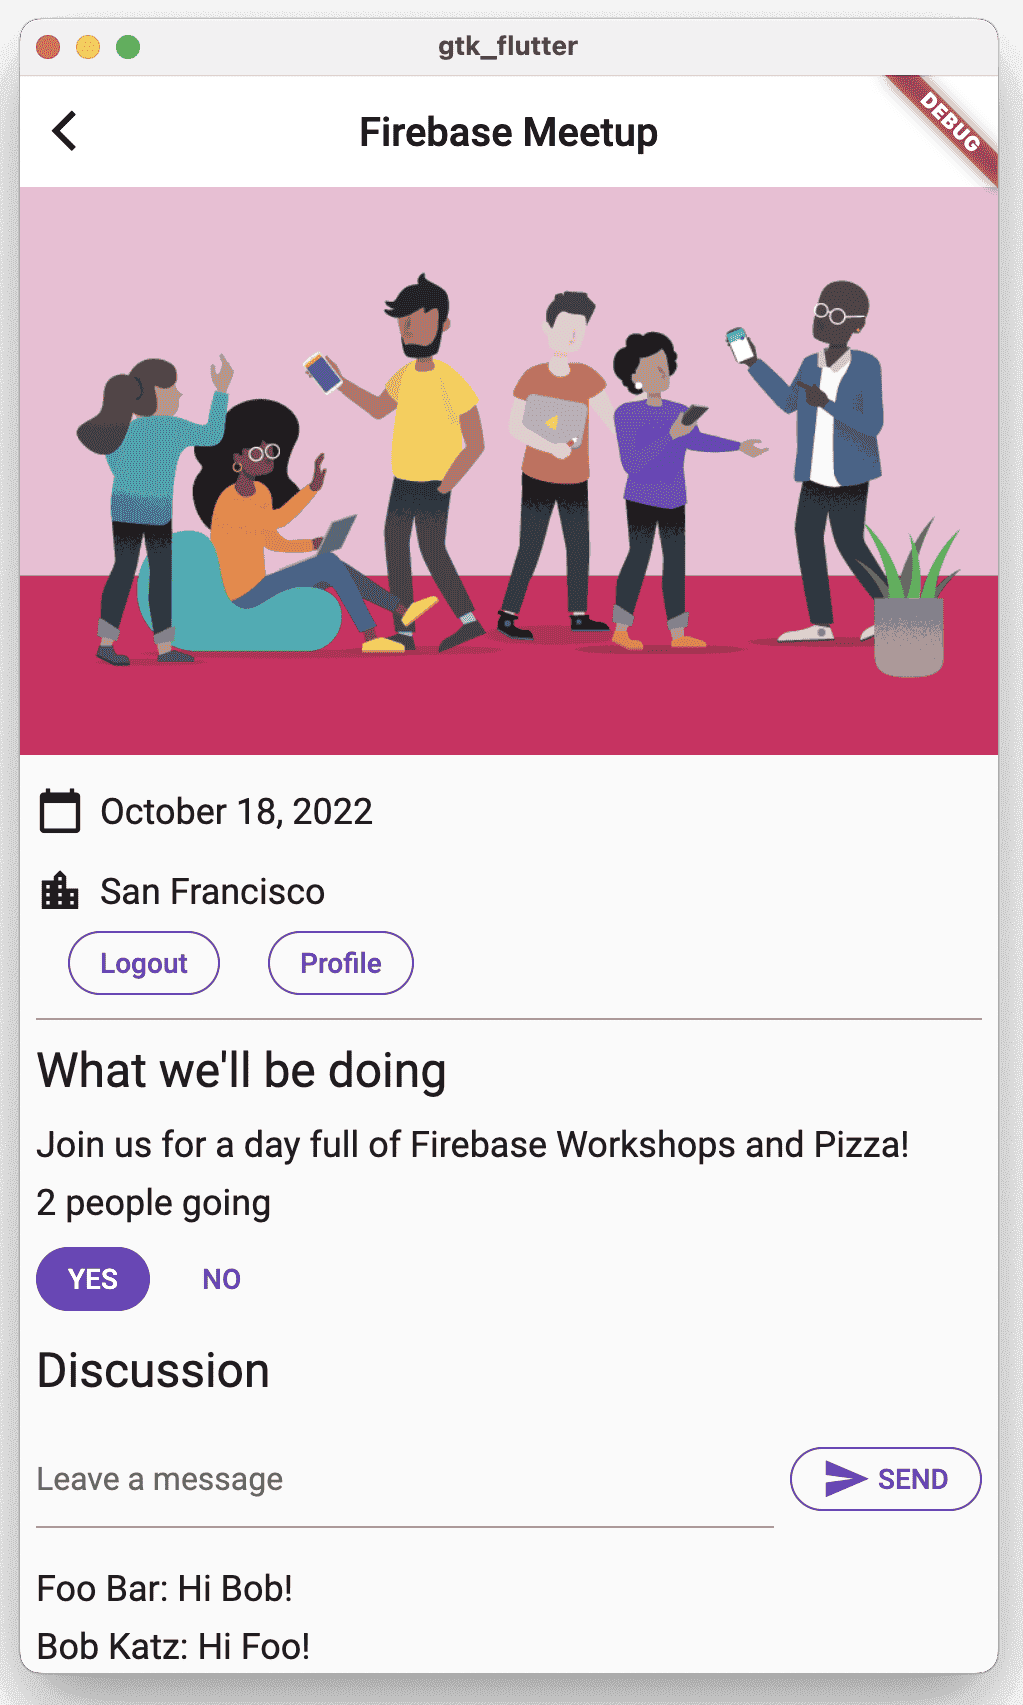 gtk_flutter
Firebase Meetup
DEBUG
October 18, 2022
San Francisco
Logout Profile
What we'll be doing
Join us for a day full of Firebase Workshops and Pizza!
2 people going
YES NO
Discussion
Leave a message SEND
Foo Bar: Hi Bob!
Bob Katz: Hi Foo!